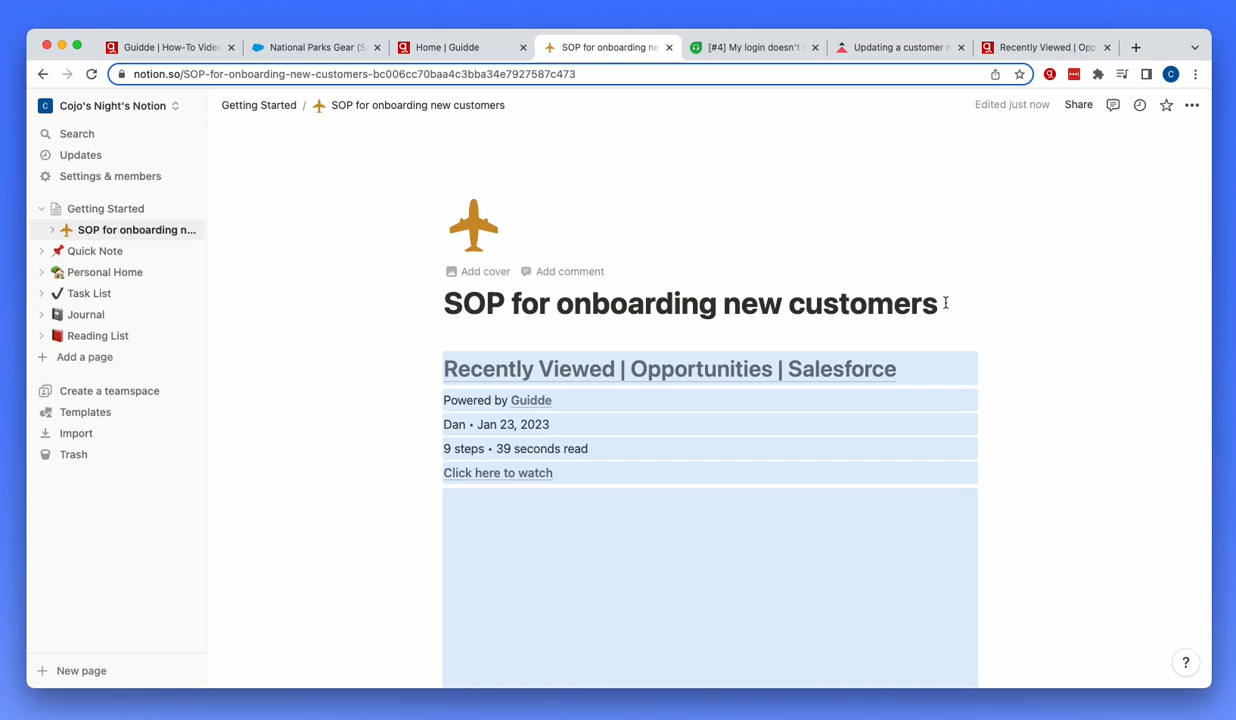 Guidde | How-To Vide
National Parks Gear (S
Home | Guidde
SOP for onboarding ne
[#4] My login doesn't
Updating a customer n
Recently Viewed | Opp
notion.so/SOP-for-onboarding-new-customers-bc006cc70baa4c3bba34e7927587c473
C
C Cojo's Night's Notion
Getting Started / SOP for onboarding new customers
Edited just now
Share
Search
Updates
Settings & members
Getting Started
SOP for onboarding n...
Quick Note
Personal Home
Task List
Journal
Reading List
Add a page
Create a teamspace
Templates
Import
Trash
New page
Add cover
Add comment
SOP for onboarding new customers
Recently Viewed | Opportunities | Salesforce
Powered by Guidde
Dan • Jan 23, 2023
9 steps • 39 seconds read
Click here to watch
?